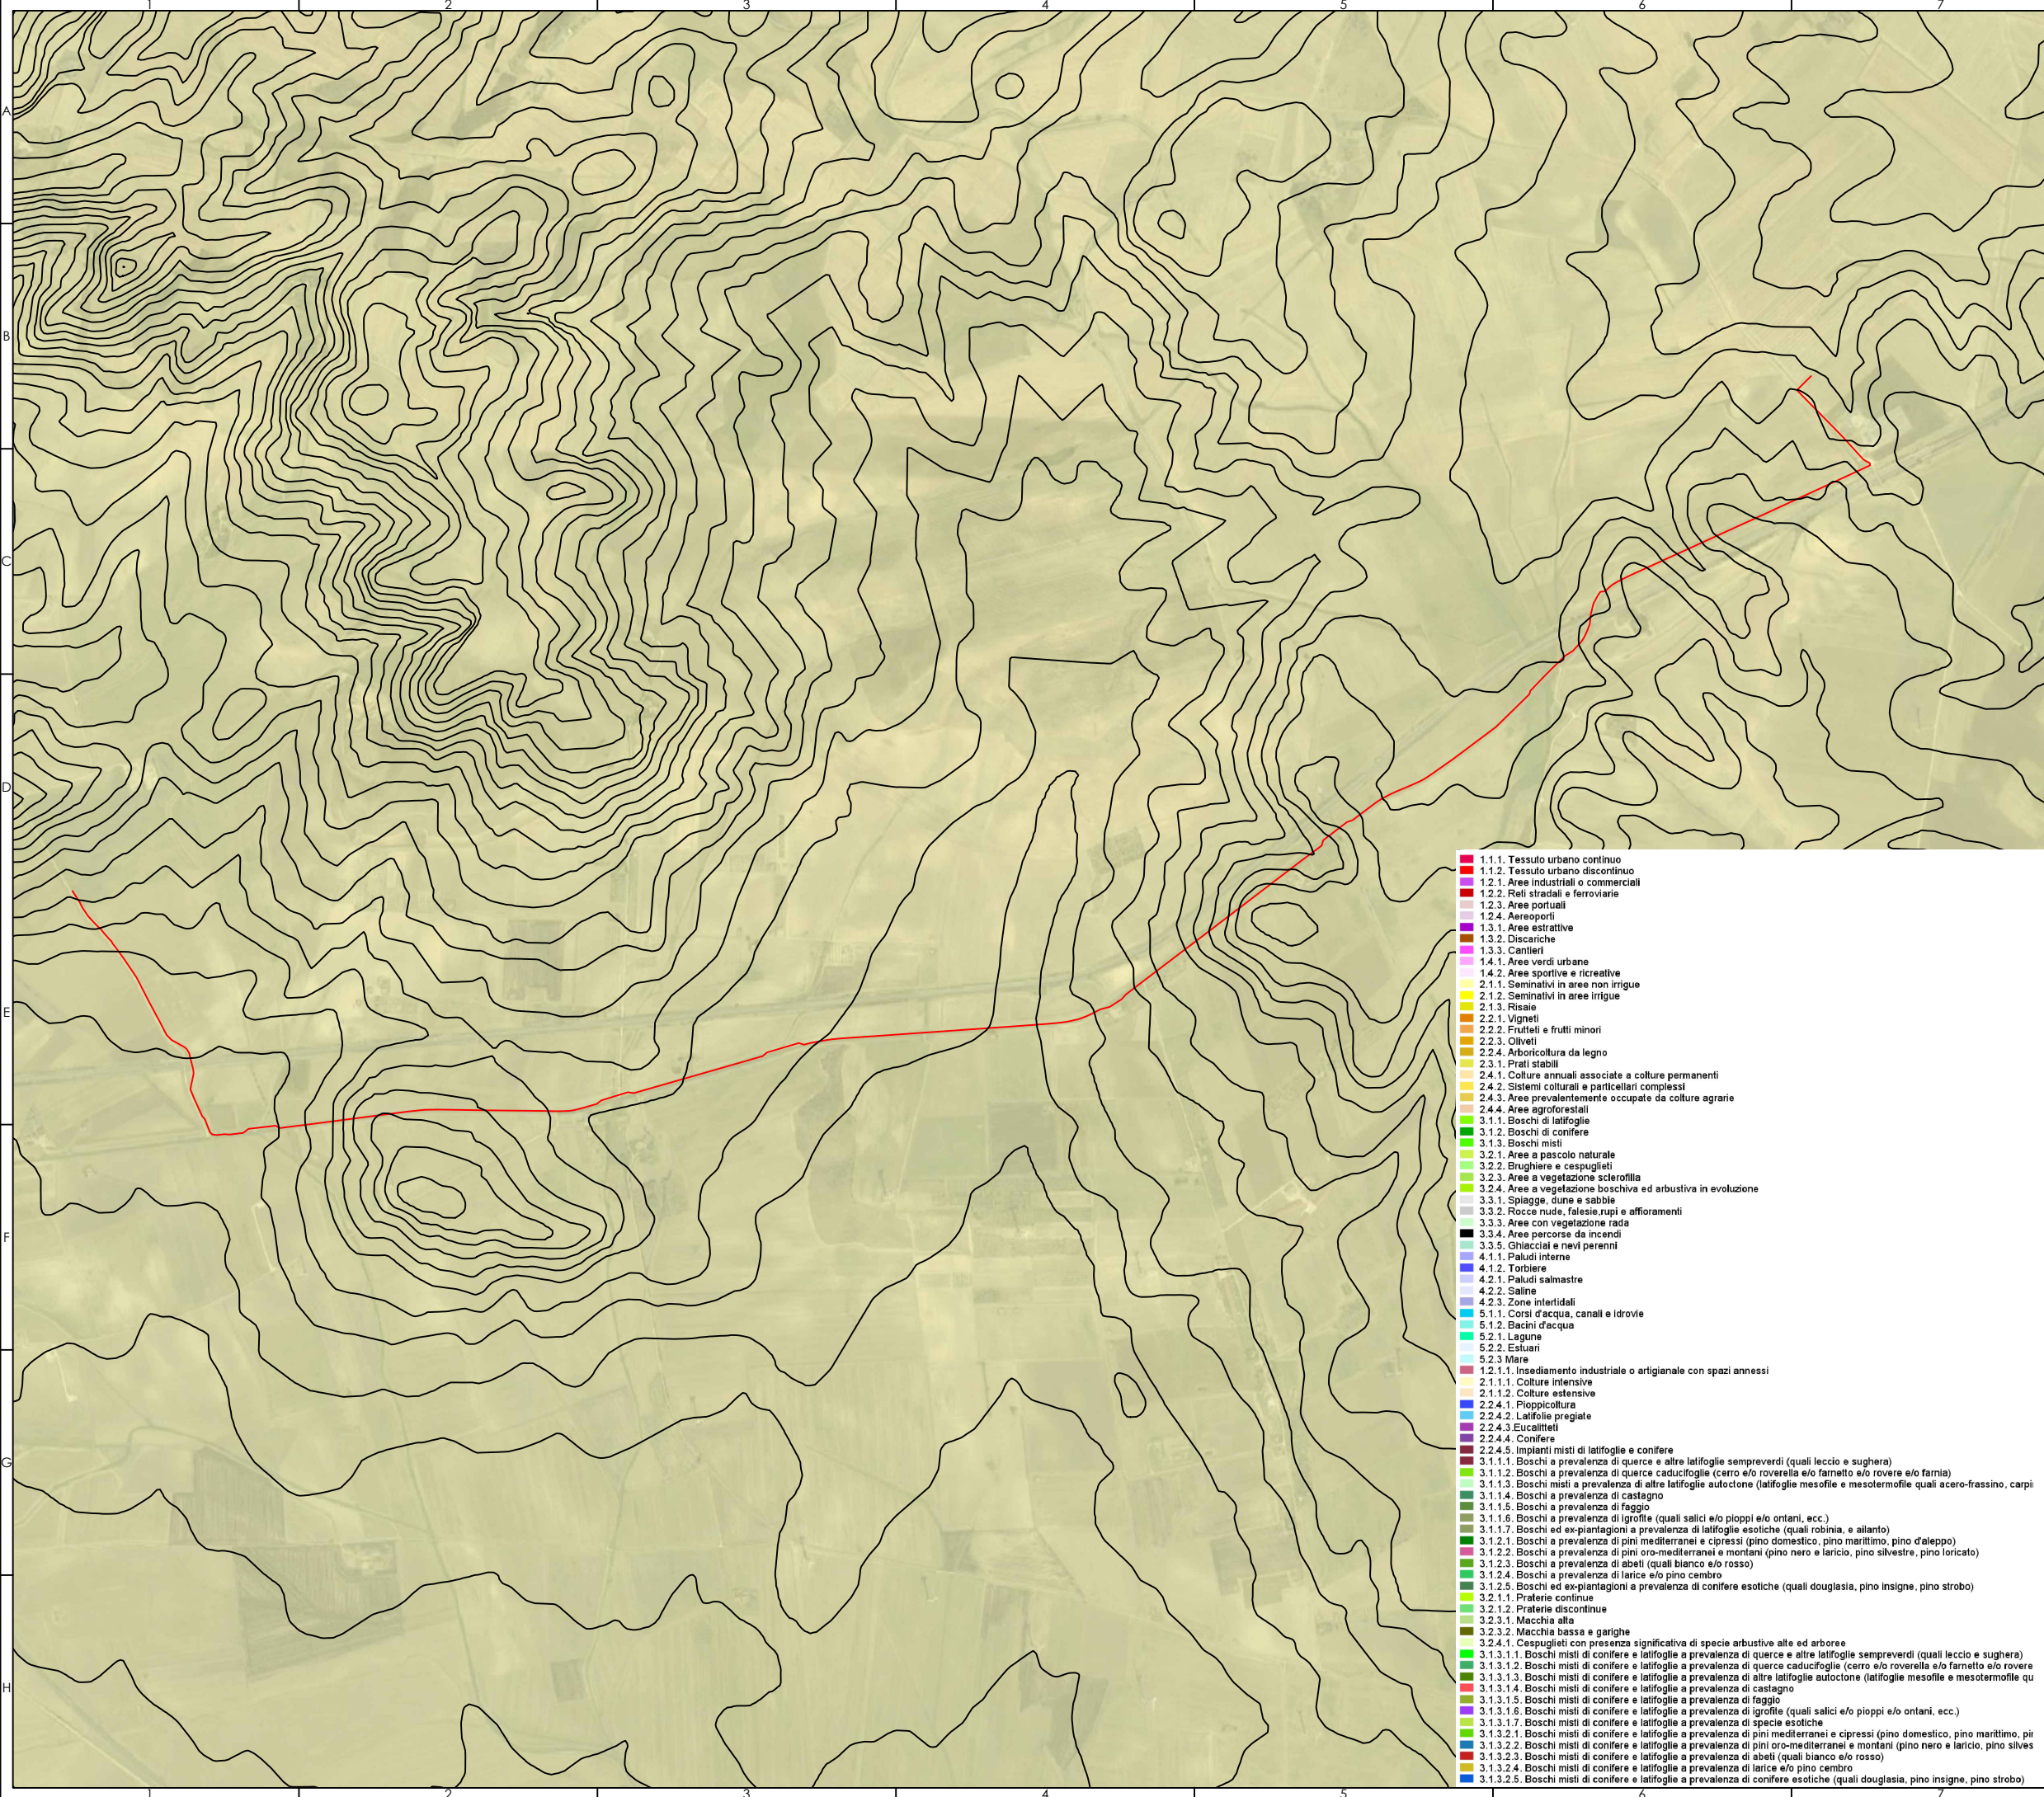 1 2 3 4 5 6 7
A
B
C
D
E
F
G
H
1.1.1. Tessuto urbano continuo
1.1.2. Tessuto urbano discontinuo
1.2.1. Aree industriali o commerciali
1.2.2. Reti stradali e ferroviarie
1.2.3. Aree portuali
1.2.4. Aereoporti
1.3.1. Aree estrattive
1.3.2. Discariche
1.3.3. Cantieri
1.4.1. Aree verdi urbane
1.4.2. Aree sportive e ricreative
2.1.1. Seminativi in aree non irrigue
2.1.2. Seminativi in aree irrigue
2.1.3. Risaie
2.2.1. Vigneti
2.2.2. Frutteti e frutti minori
2.2.3. Oliveti
2.2.4. Arboricoltura da legno
2.3.1. Prati stabili
2.4.1. Colture annuali associate a colture permanenti
2.4.2. Sistemi colturali e particellari complessi
2.4.3. Aree prevalentemente occupate da colture agrarie
2.4.4. Aree agroforestali
3.1.1. Boschi di latifoglie
3.1.2. Boschi di conifere
3.1.3. Boschi misti
3.2.1. Aree a pascolo naturale
3.2.2. Brughiere e cespuglieti
3.2.3. Aree a vegetazione sclerofilla
3.2.4. Aree a vegetazione boschiva ed arbustiva in evoluzione
3.3.1. Spiagge, dune e sabbie
3.3.2. Rocce nude, falesie,rupi e affioramenti
3.3.3. Aree con vegetazione rada
3.3.4. Aree percorse da incendi
3.3.5. Ghiacciai e nevi perenni
4.1.1. Paludi interne
4.1.2. Torbiere
4.2.1. Paludi salmastre
4.2.2. Saline
4.2.3. Zone intertidali
5.1.1. Corsi d'acqua, canali e idrovie
5.1.2. Bacini d'acqua
5.2.1. Lagune
5.2.2. Estuari
5.2.3 Mare
1.2.1.1. Insediamento industriale o artigianale con spazi annessi
2.1.1.1. Colture intensive
2.1.1.2. Colture estensive
2.2.4.1. Pioppicoltura
2.2.4.2. Latifolie pregiate
2.2.4.3.Eucalitteti
2.2.4.4. Conifere
2.2.4.5. Impianti misti di latifoglie e conifere
3.1.1.1. Boschi a prevalenza di querce e altre latifoglie sempreverdi (quali leccio e sughera)
3.1.1.2. Boschi a prevalenza di querce caducifoglie (cerro e/o roverella e/o farnetto e/o rovere e/o farnia)
3.1.1.3. Boschi misti a prevalenza di altre latifoglie autoctone (latifoglie mesofile e mesotermofile quali acero-frassino, carpi
3.1.1.4. Boschi a prevalenza di castagno
3.1.1.5. Boschi a prevalenza di faggio
3.1.1.6. Boschi a prevalenza di igrofite (quali salici e/o pioppi e/o ontani, ecc.)
3.1.1.7. Boschi ed ex-piantagioni a prevalenza di latifoglie esotiche (quali robinia, e ailanto)
3.1.2.1. Boschi a prevalenza di pini mediterranei e cipressi (pino domestico, pino marittimo, pino d'aleppo)
3.1.2.2. Boschi a prevalenza di pini oro-mediterranei e montani (pino nero e laricio, pino silvestre, pino loricato)
3.1.2.3. Boschi a prevalenza di abeti (quali bianco e/o rosso)
3.1.2.4. Boschi a prevalenza di larice e/o pino cembro
3.1.2.5. Boschi ed ex-piantagioni a prevalenza di conifere esotiche (quali douglasia, pino insigne, pino strobo)
3.2.1.1. Praterie continue
3.2.1.2. Praterie discontinue
3.2.3.1. Macchia alta
3.2.3.2. Macchia bassa e garighe
3.2.4.1. Cespuglieti con presenza significativa di specie arbustive alte ed arboree
3.1.3.1.1. Boschi misti di conifere e latifoglie a prevalenza di querce e altre latifoglie sempreverdi (quali leccio e sughera)
3.1.3.1.2. Boschi misti di conifere e latifoglie a prevalenza di querce caducifoglie (cerro e/o roverella e/o farnetto e/o rovere
3.1.3.1.3. Boschi misti di conifere e latifoglie a prevalenza di altre latifoglie autoctone (latifoglie mesofile e mesotermofile qu
3.1.3.1.4. Boschi misti di conifere e latifoglie a prevalenza di castagno
3.1.3.1.5. Boschi misti di conifere e latifoglie a prevalenza di faggio
3.1.3.1.6. Boschi misti di conifere e latifoglie a prevalenza di igrofite (quali salici e/o pioppi e/o ontani, ecc.)
3.1.3.1.7. Boschi misti di conifere e latifoglie a prevalenza di specie esotiche
3.1.3.2.1. Boschi misti di conifere e latifoglie a prevalenza di pini mediterranei e cipressi (pino domestico, pino marittimo, pi
3.1.3.2.2. Boschi misti di conifere e latifoglie a prevalenza di pini oro-mediterranei e montani (pino nero e laricio, pino silves
3.1.3.2.3. Boschi misti di conifere e latifoglie a prevalenza di abeti (quali bianco e/o rosso)
3.1.3.2.4. Boschi misti di conifere e latifoglie a prevalenza di larice e/o pino cembro
3.1.3.2.5. Boschi misti di conifere e latifoglie a prevalenza di conifere esotiche (quali douglasia, pino insigne, pino strobo)
1 2 3 4 5 6 7